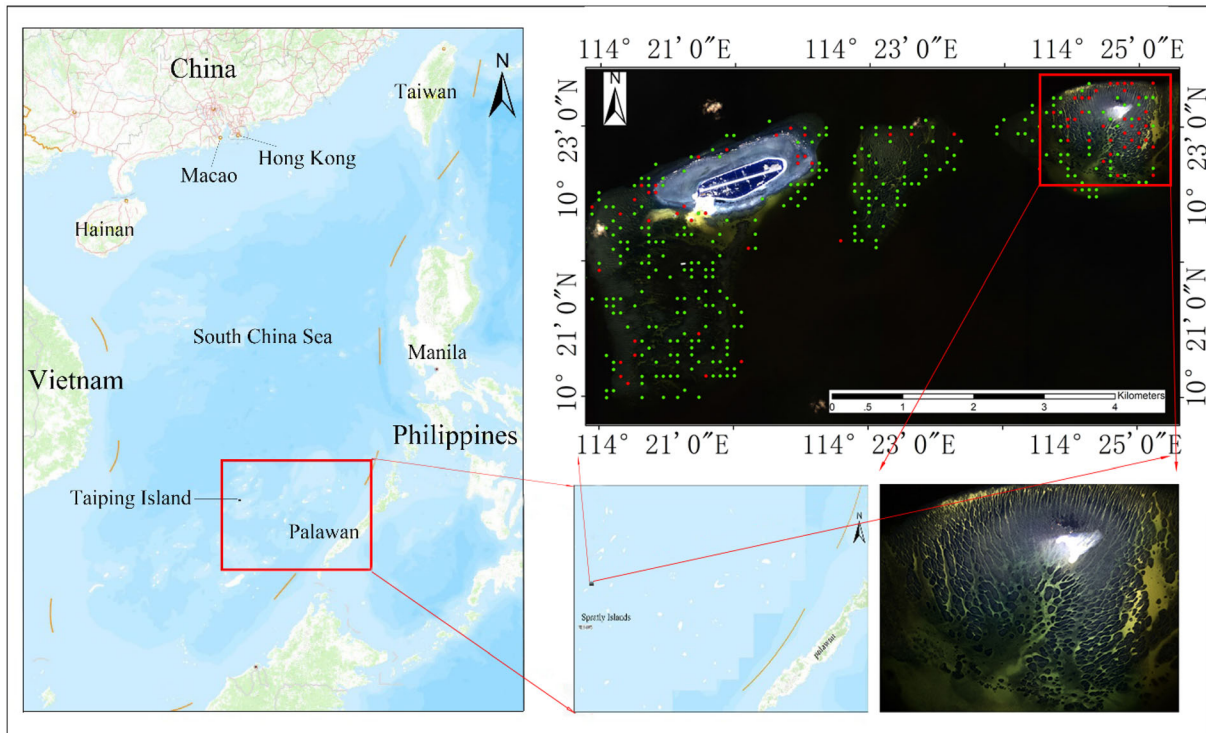 China
Taiwan
N
Hong Kong
Macao
Hainan
South China Sea
Manila
Vietnam
Philippines
Taiping Island
Palawan
114° 21'0"E 114° 23'0"E 114° 25'0"E
N
10° 23'0"N
10° 23'0"N
10° 21'0"N
10° 21'0"N
Kilometers
0 .5 1 2 3 4
114° 21'0"E 114° 23'0"E 114° 25'0"E
N
Spratly Islands
palawan